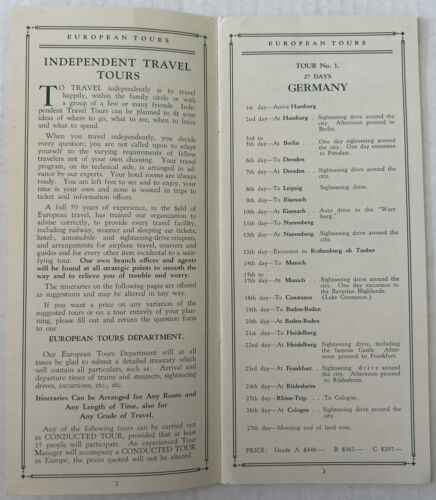 EUROPEAN TOURS
INDEPENDENT TRAVEL
TOURS
TO TRAVEL independently is to travel
happily, within the family circle or with
a group of a few or many friends. Inde-
pendent Travel Tours can be planned to fit your
ideas of where to go, what to see, when to leave
and what to spend.
When you travel independently, you decide
every question; you are not called upon to adapt
yourself to the varying requirements of fellow
travelers not of your own choosing. Your travel
program, on its technical side, is arranged in ad-
vance by our experts. Your hotel rooms are always
ready. You are left free to see and to enjoy, your
time is your own and none is wasted in trips to
ticket and information offices.
A full 50 years of experience, in the field of
European travel, has trained our organization to
advise correctly, to provide every travel facility,
including railway, steamer and sleeping car tickets,
hotel-, automobile- and sightseeing-drive-coupons,
and arrangements for airplane travel, couriers and
guides and for every other item incidental to a satis-
fying tour. Our own branch offices and agents
will be found at all strategic points to smooth the
way and to relieve you of trouble and worry.
The itineraries on the following pages are offered
as suggestions and may be altered in any way.
If you want a price on any variation of the
suggested tours or on a tour entirely of your plan-
ning, please fill out and return the question form
to our
EUROPEAN TOURS DEPARTMENT.
Our European Tours Department will at all
times be glad to submit a detailed itinerary which
will contain all particulars, such as: Arrival and
departure times of trains and steamers, sightseeing
drives, excursions, etc., etc.
Itineraries Can be Arranged for Any Route and
Any Length of Time, also for
Any Grade of Travel.
Any of the following tours can be carried out
as CONDUCTED TOUR, provided that at least
15 people will participate. An experienced Tour
Manager will accompany a CONDUCTED TOUR
in Europe; the prices quoted will not be altered.
2
EUROPEAN TOURS
TOUR No. 1.
27 DAYS
GERMANY
1st day—Arrive Hamburg
2nd day—At Hamburg . Sightseeing drive around the
city. Afternoon proceed to
Berlin.
3rd to
5th day—At Berlin . . . One day sightseeing around
the city. One day excursion
to Potsdam.
6th day—To Dresden
7th day—At Dresden . . Sightseeing drive around the
city.
8th day—To Leipzig Sightseeing drive.
9th day—To Eisenach
10th day—At Eisenach . . Auto drive to the "Wart-
burg."
11th day—To Nuremberg
12th day—At Nuremberg Sightseeing drive around the
city.
13th day—Excursion to Rothenburg ob Tauber
14th day—To Munich
15th to
17th day—At Munich . . Sightseeing drive around the
city. One day excursion to
the Bavarian Highlands.
18th day—To Constance (Lake Constance.)
19th day—To Baden-Baden
20th day—At Baden-Baden
21st day—To Heidelberg
22nd day—At Heidelberg Sightseeing drive, including
the famous Castle. After-
noon proceed to Frankfort.
23rd day—At Frankfort . Sightseeing drive around
the city. Afternoon proceed
to Rüdesheim.
24th day—At Rüdesheim
25th day—Rhine-Trip. . . To Cologne.
26th day—At Cologne . . Sightseeing drive around the
city.
27th day—Morning end of land tour.
PRICE: Grade A $446.— B $363.— C $297.—
3